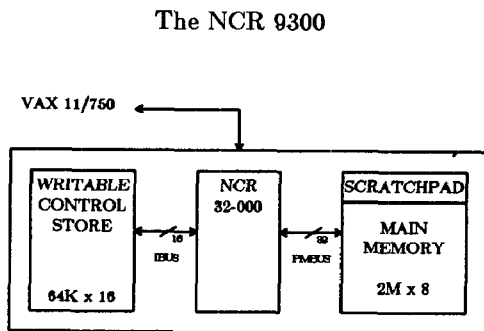 The NCR 9300
VAX 11/750
WRITABLE
CONTROL
STORE
64K x 16
16
IBUS
NCR
32-000
PMBUS
SCRATCHPAD
MAIN
MEMORY
2M x 8